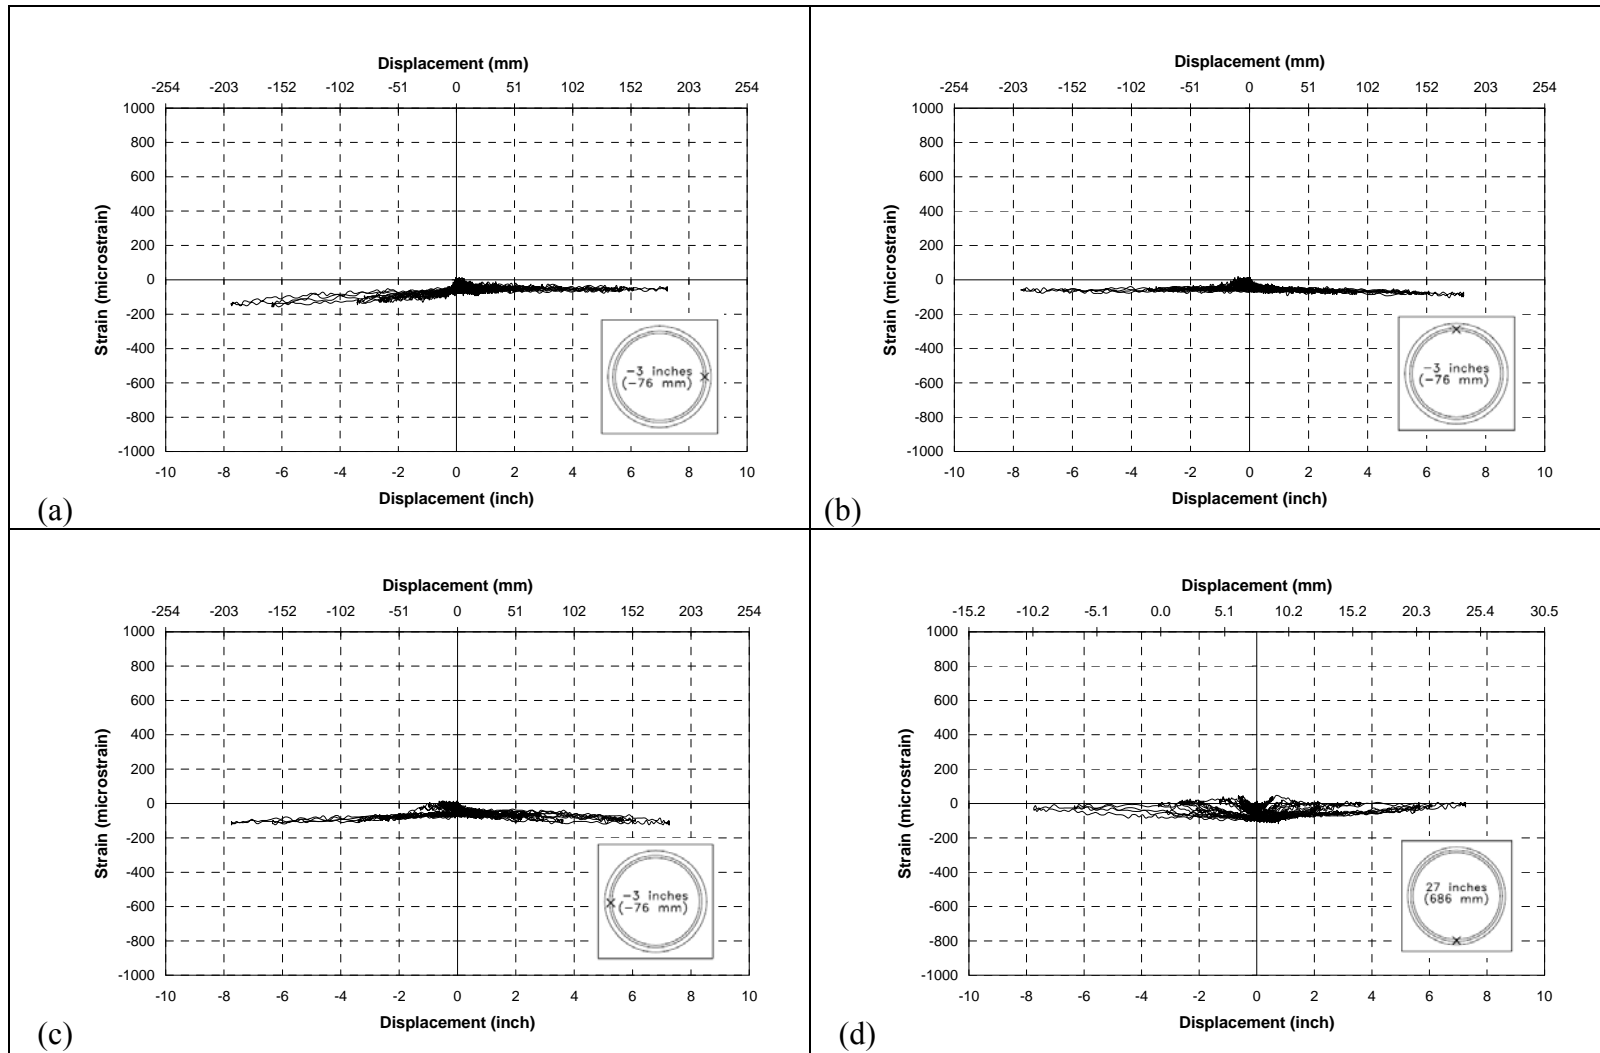 Displacement (mm)
-254 -203 -152 -102 -51 0 51 102 152 203 254
1000
800
600
400
200
0
-200
-400
-600
-800
-1000
Strain (microstrain)
-3 inches
(-76 mm)
-10 -8 -6 -4 -2 0 2 4 6 8 10
Displacement (inch)
(a)
Displacement (mm)
-254 -203 -152 -102 -51 0 51 102 152 203 254
1000
800
600
400
200
0
-200
-400
-600
-800
-1000
Strain (microstrain)
-3 inches
(-76 mm)
-10 -8 -6 -4 -2 0 2 4 6 8 10
Displacement (inch)
(b)
Displacement (mm)
-254 -203 -152 -102 -51 0 51 102 152 203 254
1000
800
600
400
200
0
-200
-400
-600
-800
-1000
Strain (microstrain)
-3 inches
(-76 mm)
-10 -8 -6 -4 -2 0 2 4 6 8 10
Displacement (inch)
(c)
Displacement (mm)
-15.2 -10.2 -5.1 0.0 5.1 10.2 15.2 20.3 25.4 30.5
1000
800
600
400
200
0
-200
-400
-600
-800
-1000
Strain (microstrain)
27 inches
(686 mm)
-10 -8 -6 -4 -2 0 2 4 6 8 10
Displacement (inch)
(d)